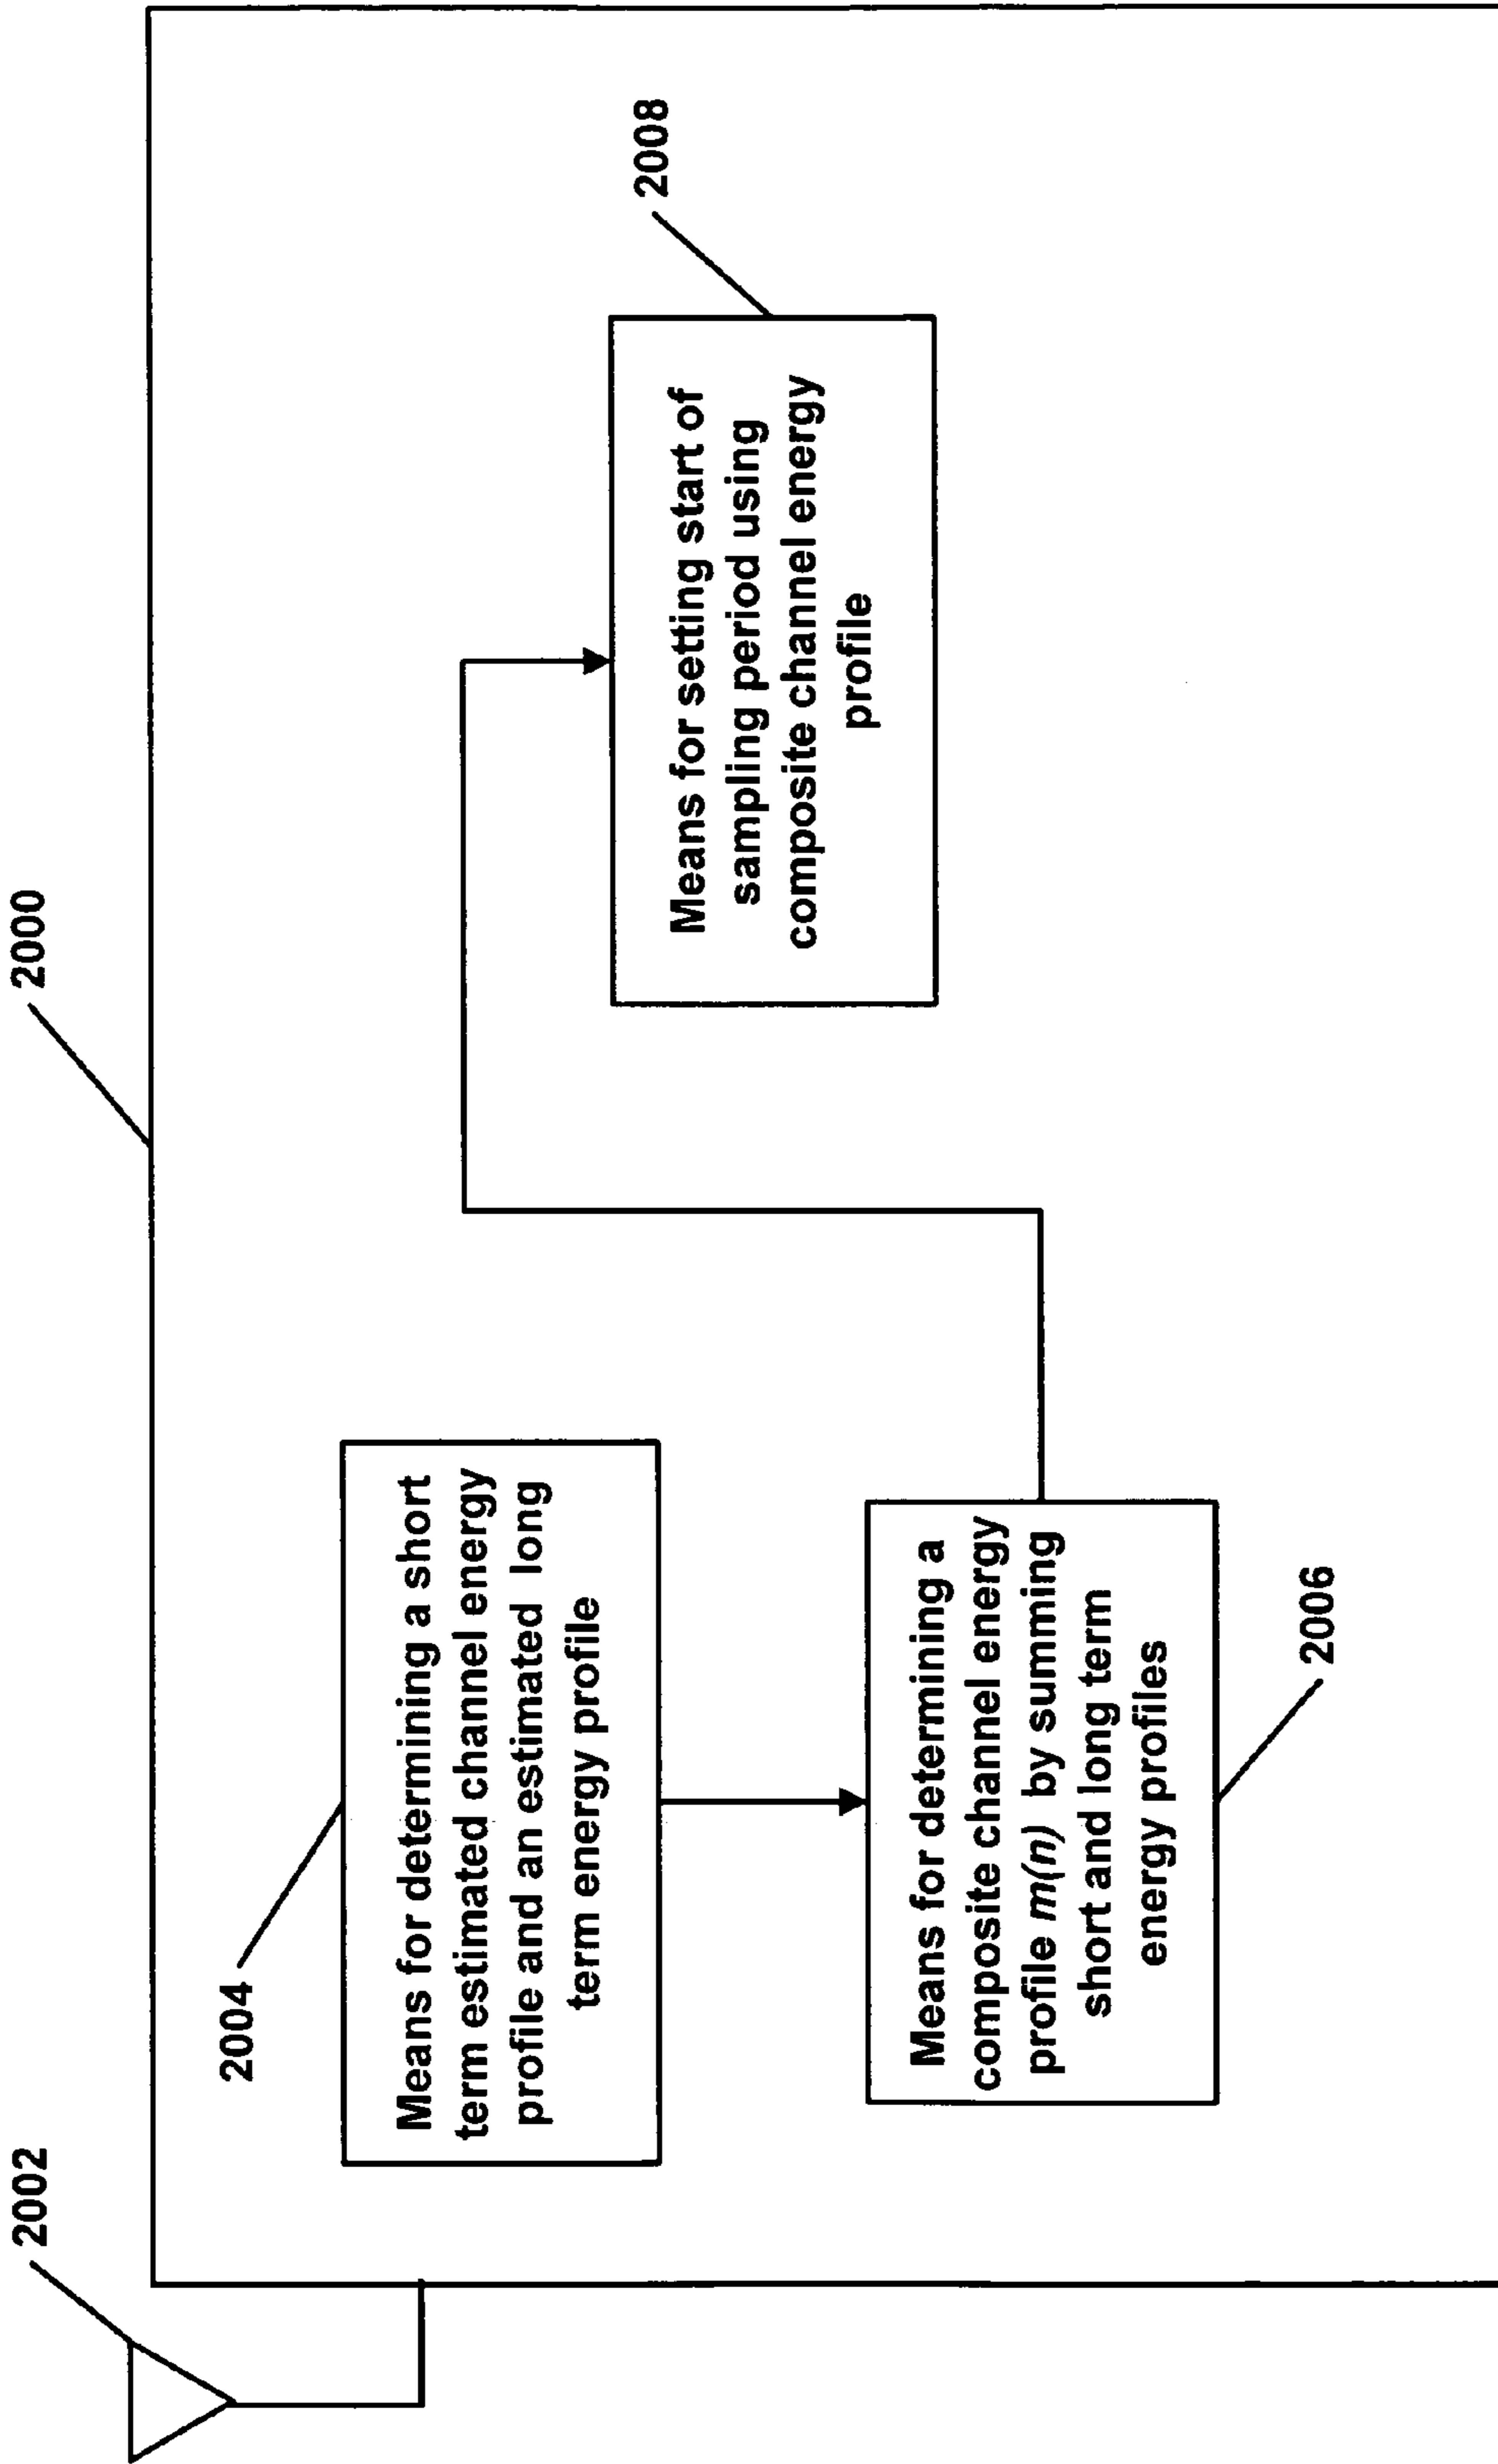 2002
2000
2004
Means for determining a short
term estimated channel energy
profile and an estimated long
term energy profile
Means for determining a
composite channel energy
profile m(n) by summing
short and long term
energy profiles
2006
2008
Means for setting start of
sampling period using
composite channel energy
profile